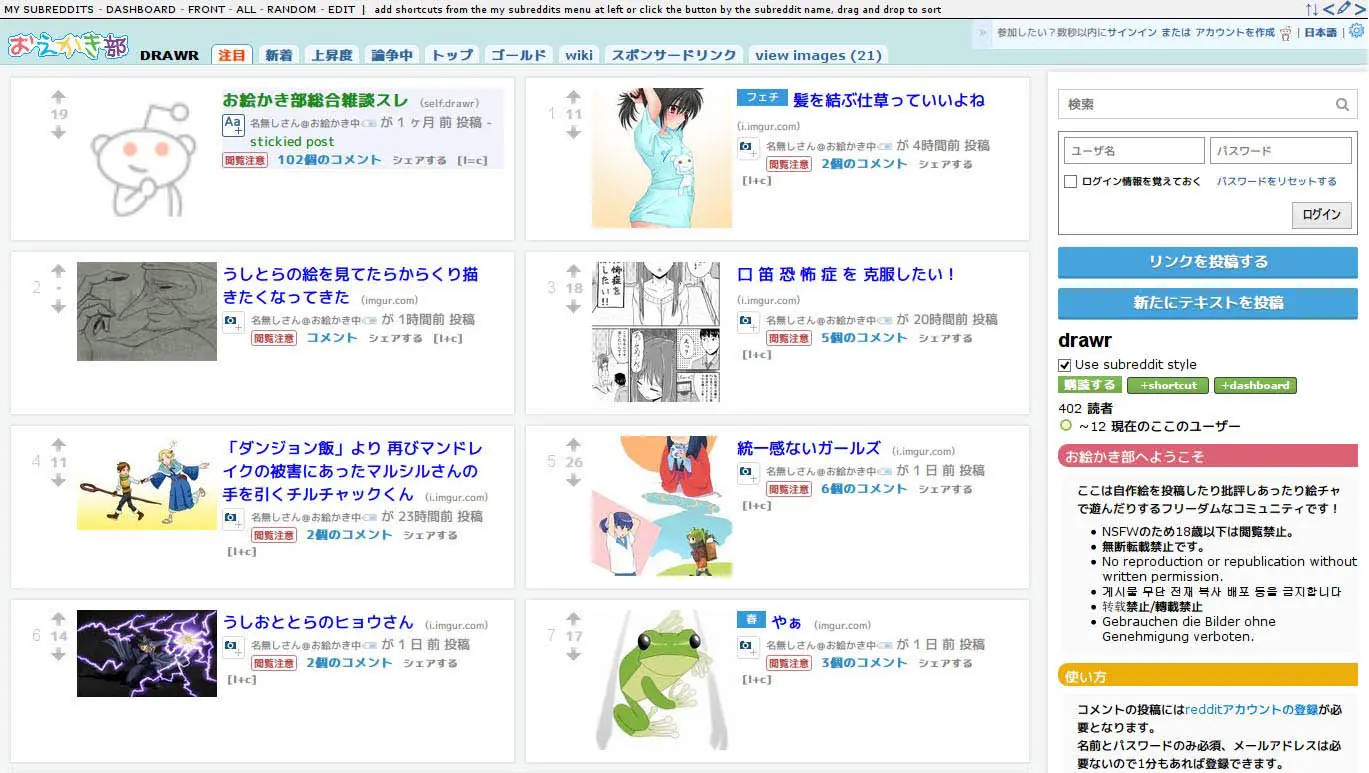 MY SUBREDDITS - DASHBOARD - FRONT - ALL - RANDOM - EDIT | add shortcuts from the my subreddits menu at left or click the button by the subreddit name, drag and drop to sort
おえかき部 DRAWR 注目 新着 上昇度 論争中 トップ ゴールド wiki スポンサードリンク view images (21)
» 参加したい？数秒以内にサインイン または アカウントを作成 | 日本語 |
19
お絵かき部総合雑談スレ (self.drawr)
Aa+ 名無しさん@お絵かき中 が 1 ヶ月 前 投稿 -
stickied post
閲覧注意 102個のコメント シェアする [l=c]
1 11
フェチ 髪を結ぶ仕草っていいよね
(i.imgur.com)
名無しさん@お絵かき中 が 4時間前 投稿
閲覧注意 2個のコメント シェアする
[l+c]
2 •
うしとらの絵を見てたらからくり描
きたくなってきた (imgur.com)
名無しさん@お絵かき中 が 1時間前 投稿
閲覧注意 コメント シェアする [l+c]
3 18
口 笛 恐 怖 症 を 克服したい！
(i.imgur.com)
名無しさん@お絵かき中 が 20時間前 投稿
閲覧注意 5個のコメント シェアする
[l+c]
4 11
「ダンジョン飯」より 再びマンドレ
イクの被害にあったマルシルさんの
手を引くチルチャックくん (i.imgur.com)
名無しさん@お絵かき中 が 23時間前 投稿
閲覧注意 2個のコメント シェアする
[l+c]
5 26
統一感ないガールズ (i.imgur.com)
名無しさん@お絵かき中 が 1 日 前 投稿
閲覧注意 6個のコメント シェアする
[l+c]
6 14
うしおととらのヒョウさん (i.imgur.com)
名無しさん@お絵かき中 が 1 日 前 投稿
閲覧注意 2個のコメント シェアする
[l+c]
7 17
春 やぁ (i.imgur.com)
名無しさん@お絵かき中 が 1 日 前 投稿
閲覧注意 3個のコメント シェアする
[l+c]
検索
ユーザ名 パスワード
ログイン情報を覚えておく パスワードをリセットする
ログイン
リンクを投稿する
新たにテキストを投稿
drawr
Use subreddit style
購読する +shortcut +dashboard
402 読者
~12 現在のここのユーザー
お絵かき部へようこそ
ここは自作絵を投稿したり批評しあったり絵チャ
で遊んだりするフリーダムなコミュニティです！
• NSFWのため18歳以下は閲覧禁止。
• 無断転載禁止です。
• No reproduction or republication without
written permission.
• 게시물 무단 전재 복사 배포 등을 금지합니다
• 转载禁止/轉載禁止
• Gebrauchen die Bilder ohne
Genehmigung verboten.
使い方
コメントの投稿にはredditアカウントの登録が必
要となります。
名前とパスワードのみ必須、メールアドレスは必
要ないので1分もあれば登録できます。